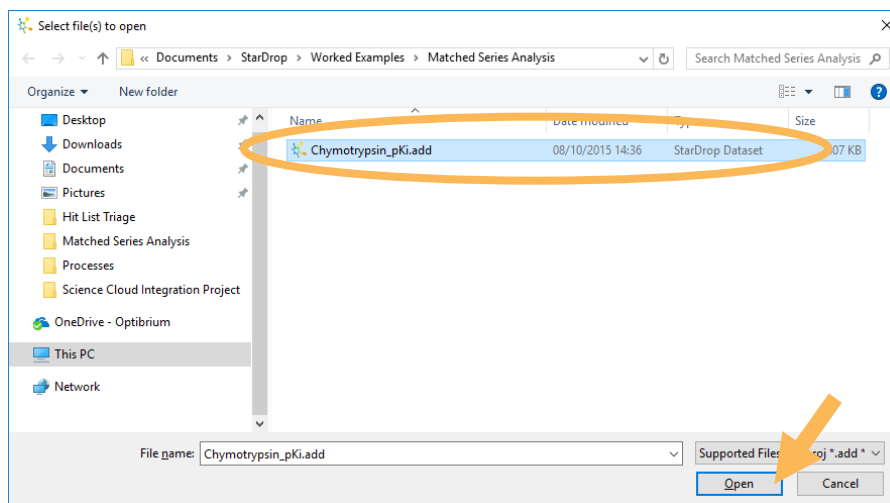 Select file(s) to open
« Documents › StarDrop › Worked Examples › Matched Series Analysis
Search Matched Series Analysis
Organize
New folder
Name
Date modified
Size
Chymotrypsin_pKi.add 08/10/2015 14:36 StarDrop Dataset KB
Desktop
Downloads
Documents
Pictures
Hit List Triage
Matched Series Analysis
Processes
Science Cloud Integration Project
OneDrive - Optibrium
This PC
Network
File name: Chymotrypsin_pKi.add
Supported Files *.add *
Open Cancel